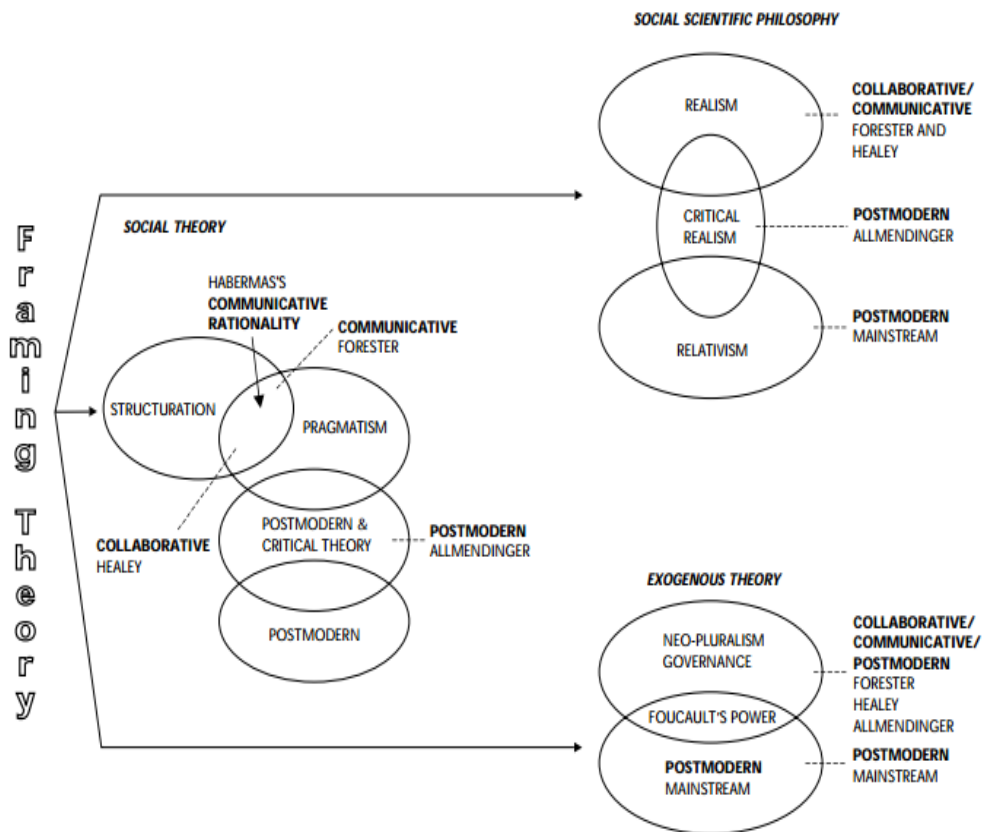 Framing Theory
SOCIAL SCIENTIFIC PHILOSOPHY
REALISM
COLLABORATIVE/
COMMUNICATIVE
FORESTER AND
HEALEY
CRITICAL
REALISM
POSTMODERN
ALLMENDINGER
RELATIVISM
POSTMODERN
MAINSTREAM
SOCIAL THEORY
HABERMAS'S
COMMUNICATIVE
RATIONALITY
COMMUNICATIVE
FORESTER
STRUCTURATION
PRAGMATISM
COLLABORATIVE
HEALEY
POSTMODERN &
CRITICAL THEORY
POSTMODERN
ALLMENDINGER
POSTMODERN
EXOGENOUS THEORY
NEO-PLURALISM
GOVERNANCE
COLLABORATIVE/
COMMUNICATIVE/
POSTMODERN
FORESTER
HEALEY
ALLMENDINGER
FOUCAULT'S POWER
POSTMODERN
MAINSTREAM
POSTMODERN
MAINSTREAM